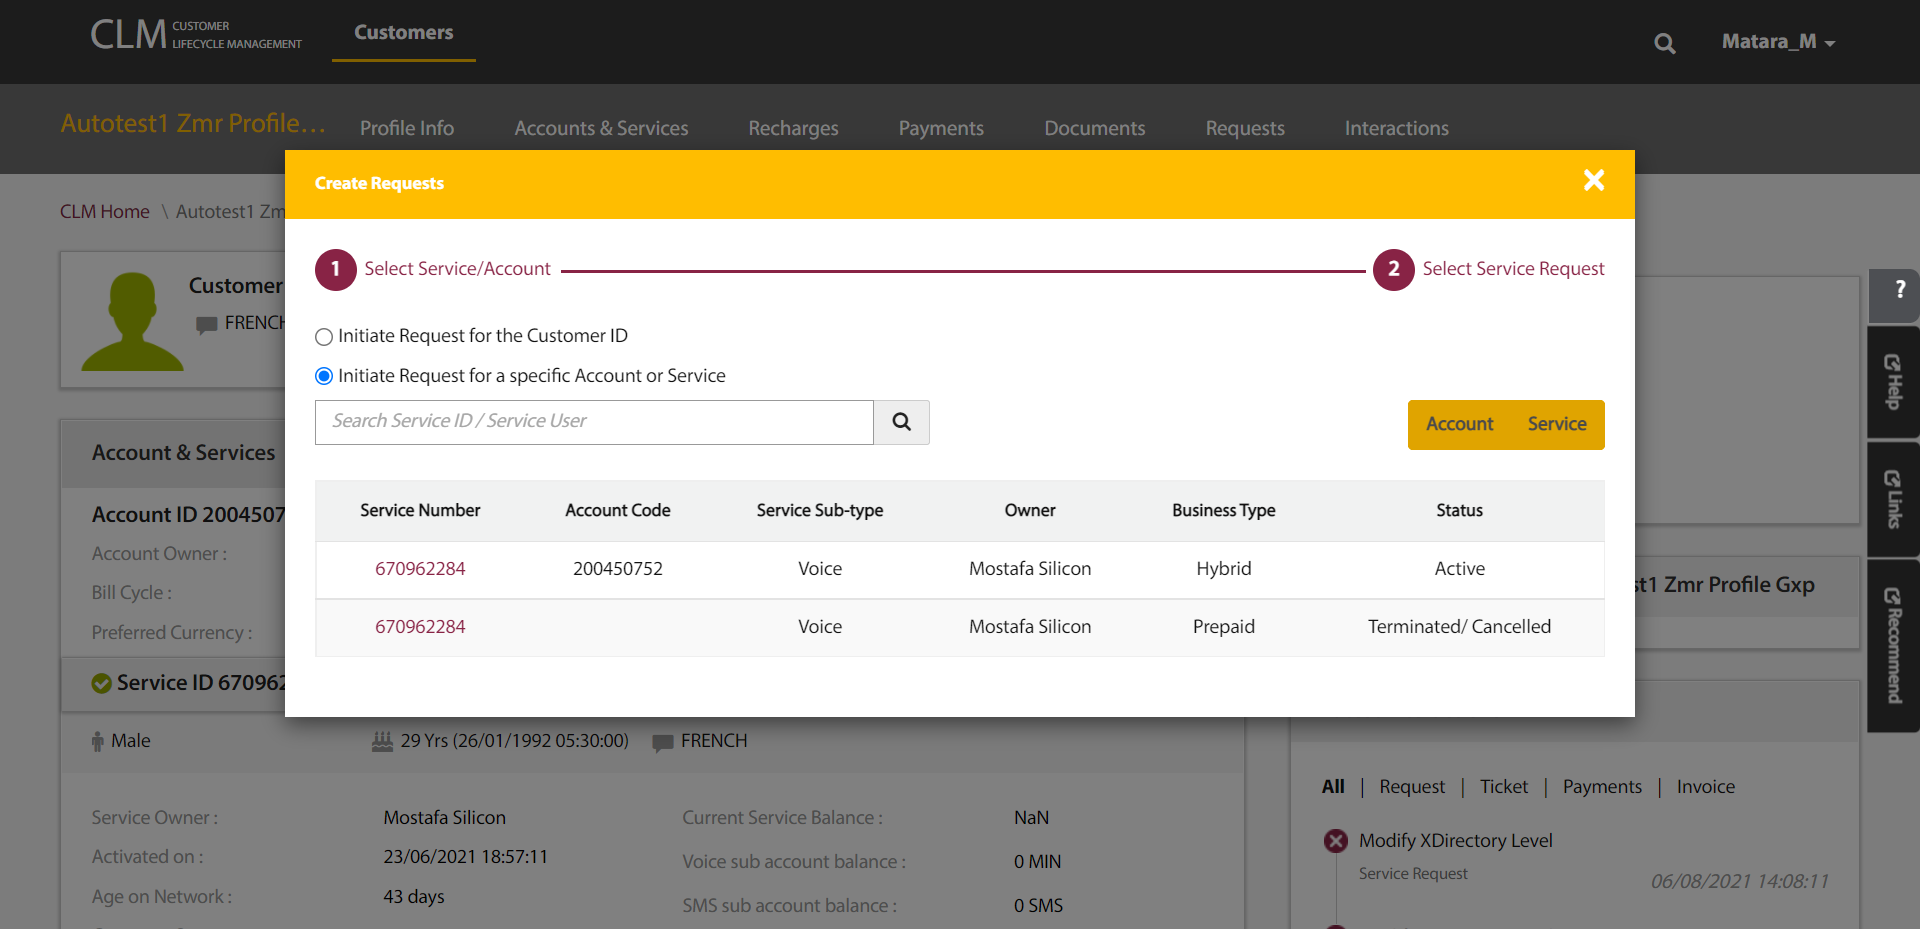 CLM CUSTOMER LIFECYCLE MANAGEMENT
Customers
Matara_M
Autotest1 Zmr Profile...
Profile Info
Accounts & Services
Recharges
Payments
Documents
Requests
Interactions
CLM Home \ Autotest1 Zm
Create Requests
1 Select Service/Account
2 Select Service Request
Initiate Request for the Customer ID
Initiate Request for a specific Account or Service
Search Service ID / Service User
Account Service
Service Number Account Code Service Sub-type Owner Business Type Status
670962284 200450752 Voice Mostafa Silicon Hybrid Active
670962284 Voice Mostafa Silicon Prepaid Terminated/ Cancelled
Customer
FRENCH
Account & Services
Account ID 2004507
Account Owner :
Bill Cycle :
Preferred Currency :
Service ID 670962
Male
29 Yrs (26/01/1992 05:30:00)
FRENCH
Service Owner : Mostafa Silicon
Activated on : 23/06/2021 18:57:11
Age on Network : 43 days
Current Service Balance : NaN
Voice sub account balance : 0 MIN
SMS sub account balance : 0 SMS
st1 Zmr Profile Gxp
All | Request | Ticket | Payments | Invoice
Modify XDirectory Level
Service Request
06/08/2021 14:08:11
?
Help
Links
Recommend